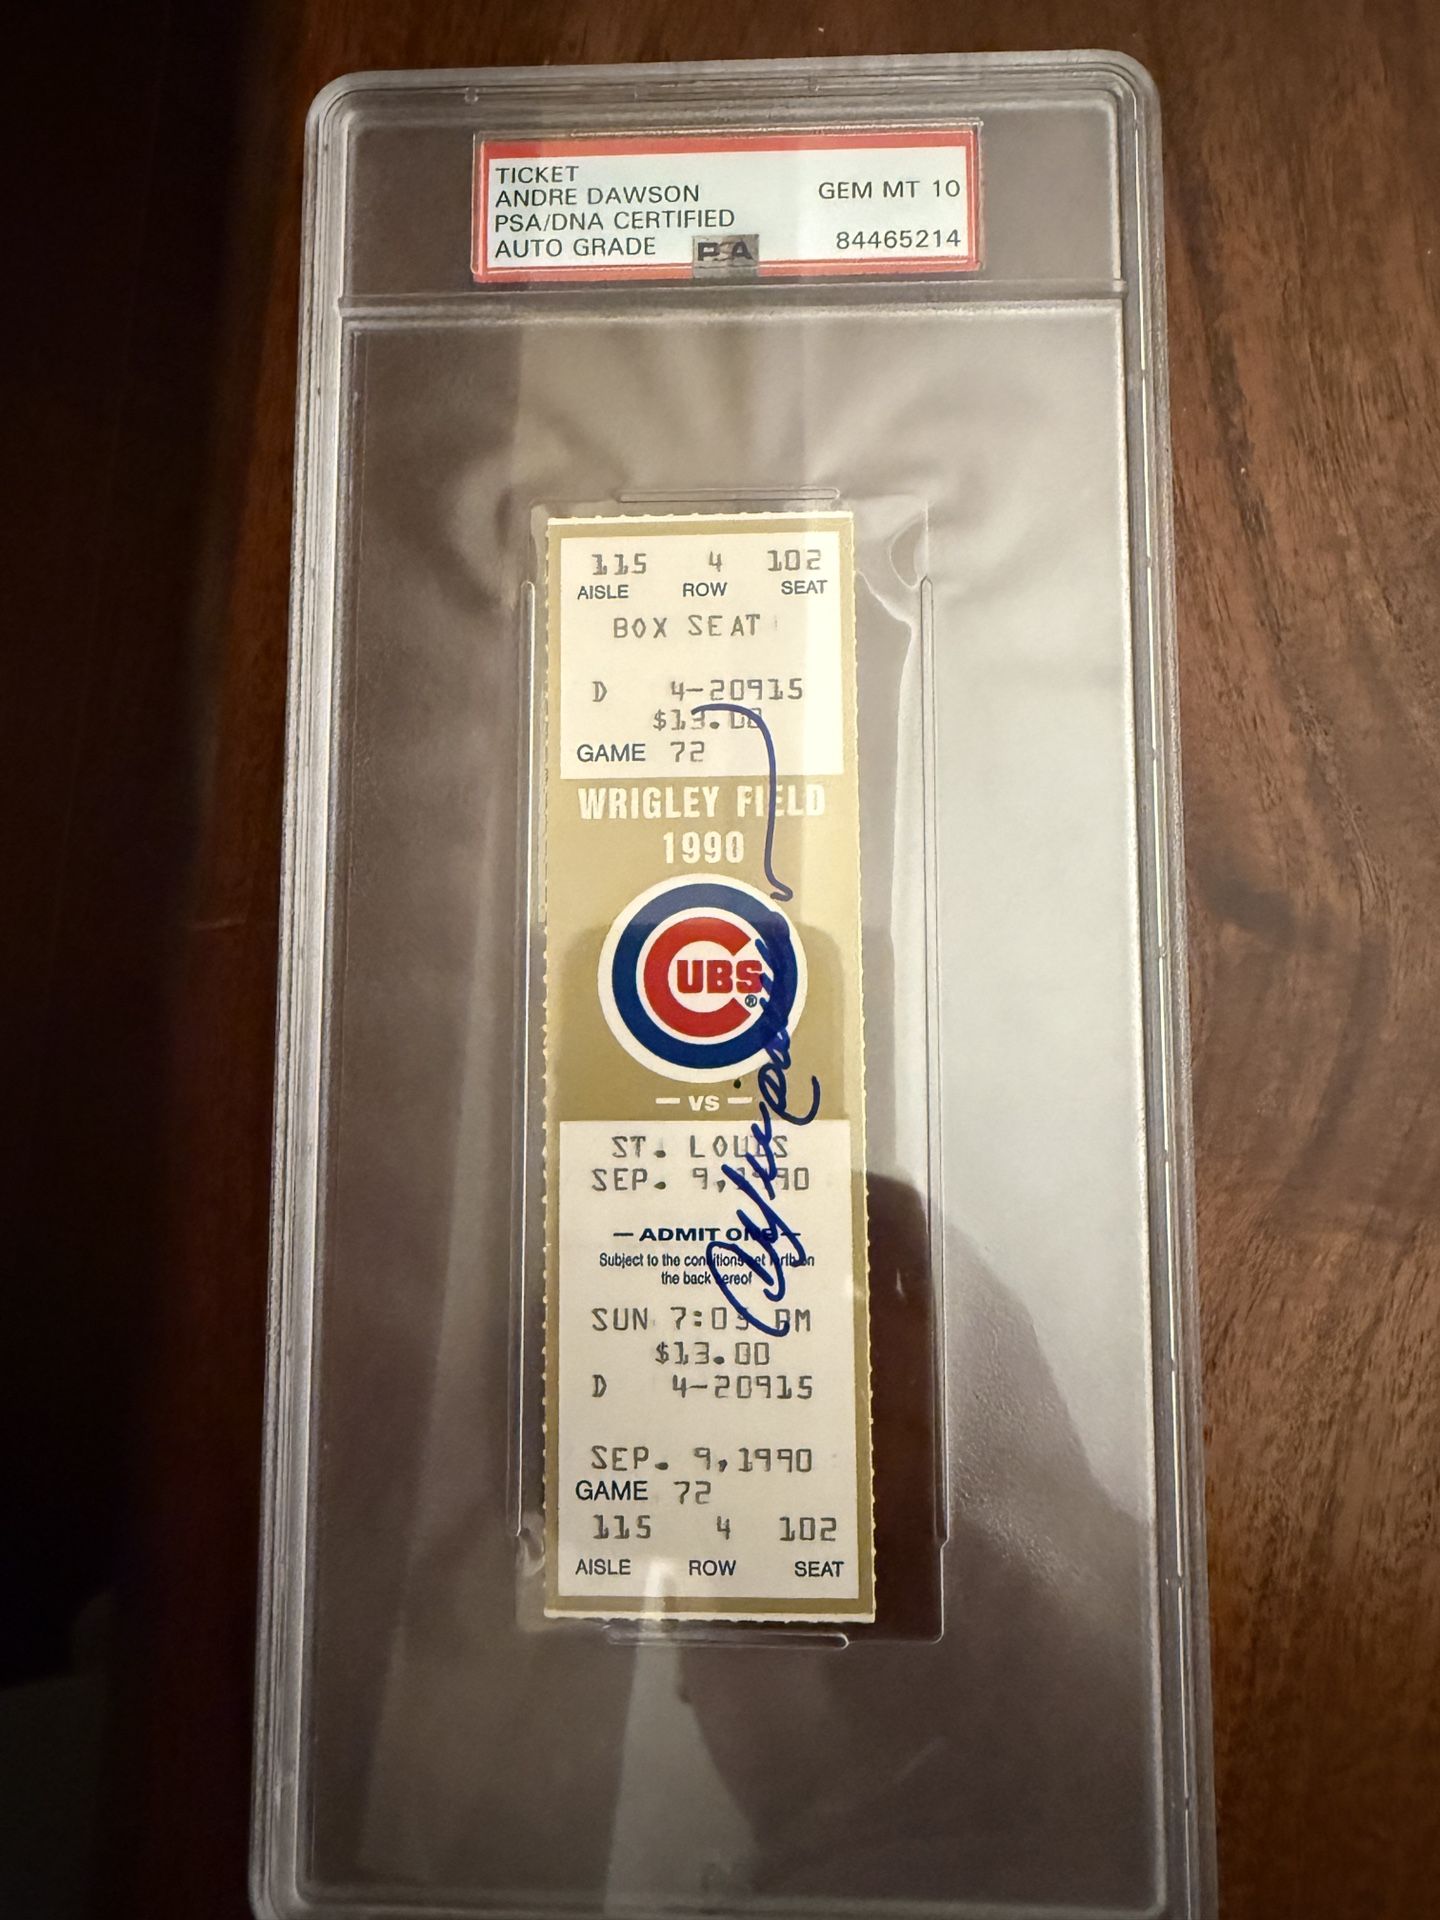 TICKET
ANDRE DAWSON GEM MT 10
PSA/DNA CERTIFIED
AUTO GRADE PSA 84465214
115 4 102
AISLE ROW SEAT
BOX SEAT
D 4-20915
$13.00
GAME 72
WRIGLEY FIELD
1990
CUBS®
— VS —
ST. LOUIS
SEP. 9,1990
— ADMIT ONE —
Subject to the conditions set forth on
the back hereof
SUN 7:05 PM
$13.00
D 4-20915
SEP. 9,1990
GAME 72
115 4 102
AISLE ROW SEAT
Andre Dawson